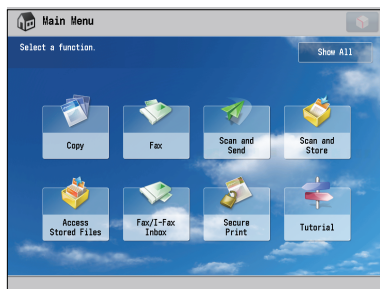 Main Menu
Select a function.
Show All
Copy
Fax
Scan and
Send
Scan and
Store
Access
Stored Files
Fax/I-Fax
Inbox
Secure
Print
Tutorial